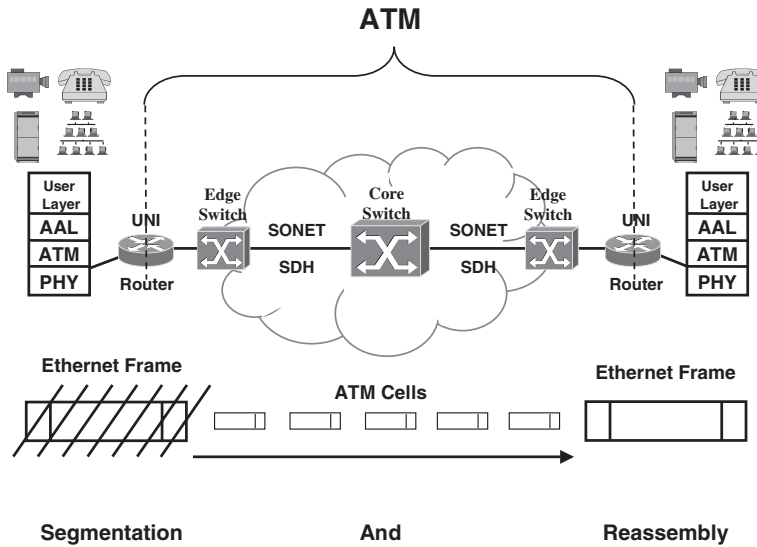 ATM
User
Layer
AAL
ATM
PHY
UNI
Router
Edge
Switch
SONET
SDH
Core
Switch
SONET
SDH
Edge
Switch
UNI
Router
User
Layer
AAL
ATM
PHY
Ethernet Frame
ATM Cells
Ethernet Frame
Segmentation
And
Reassembly